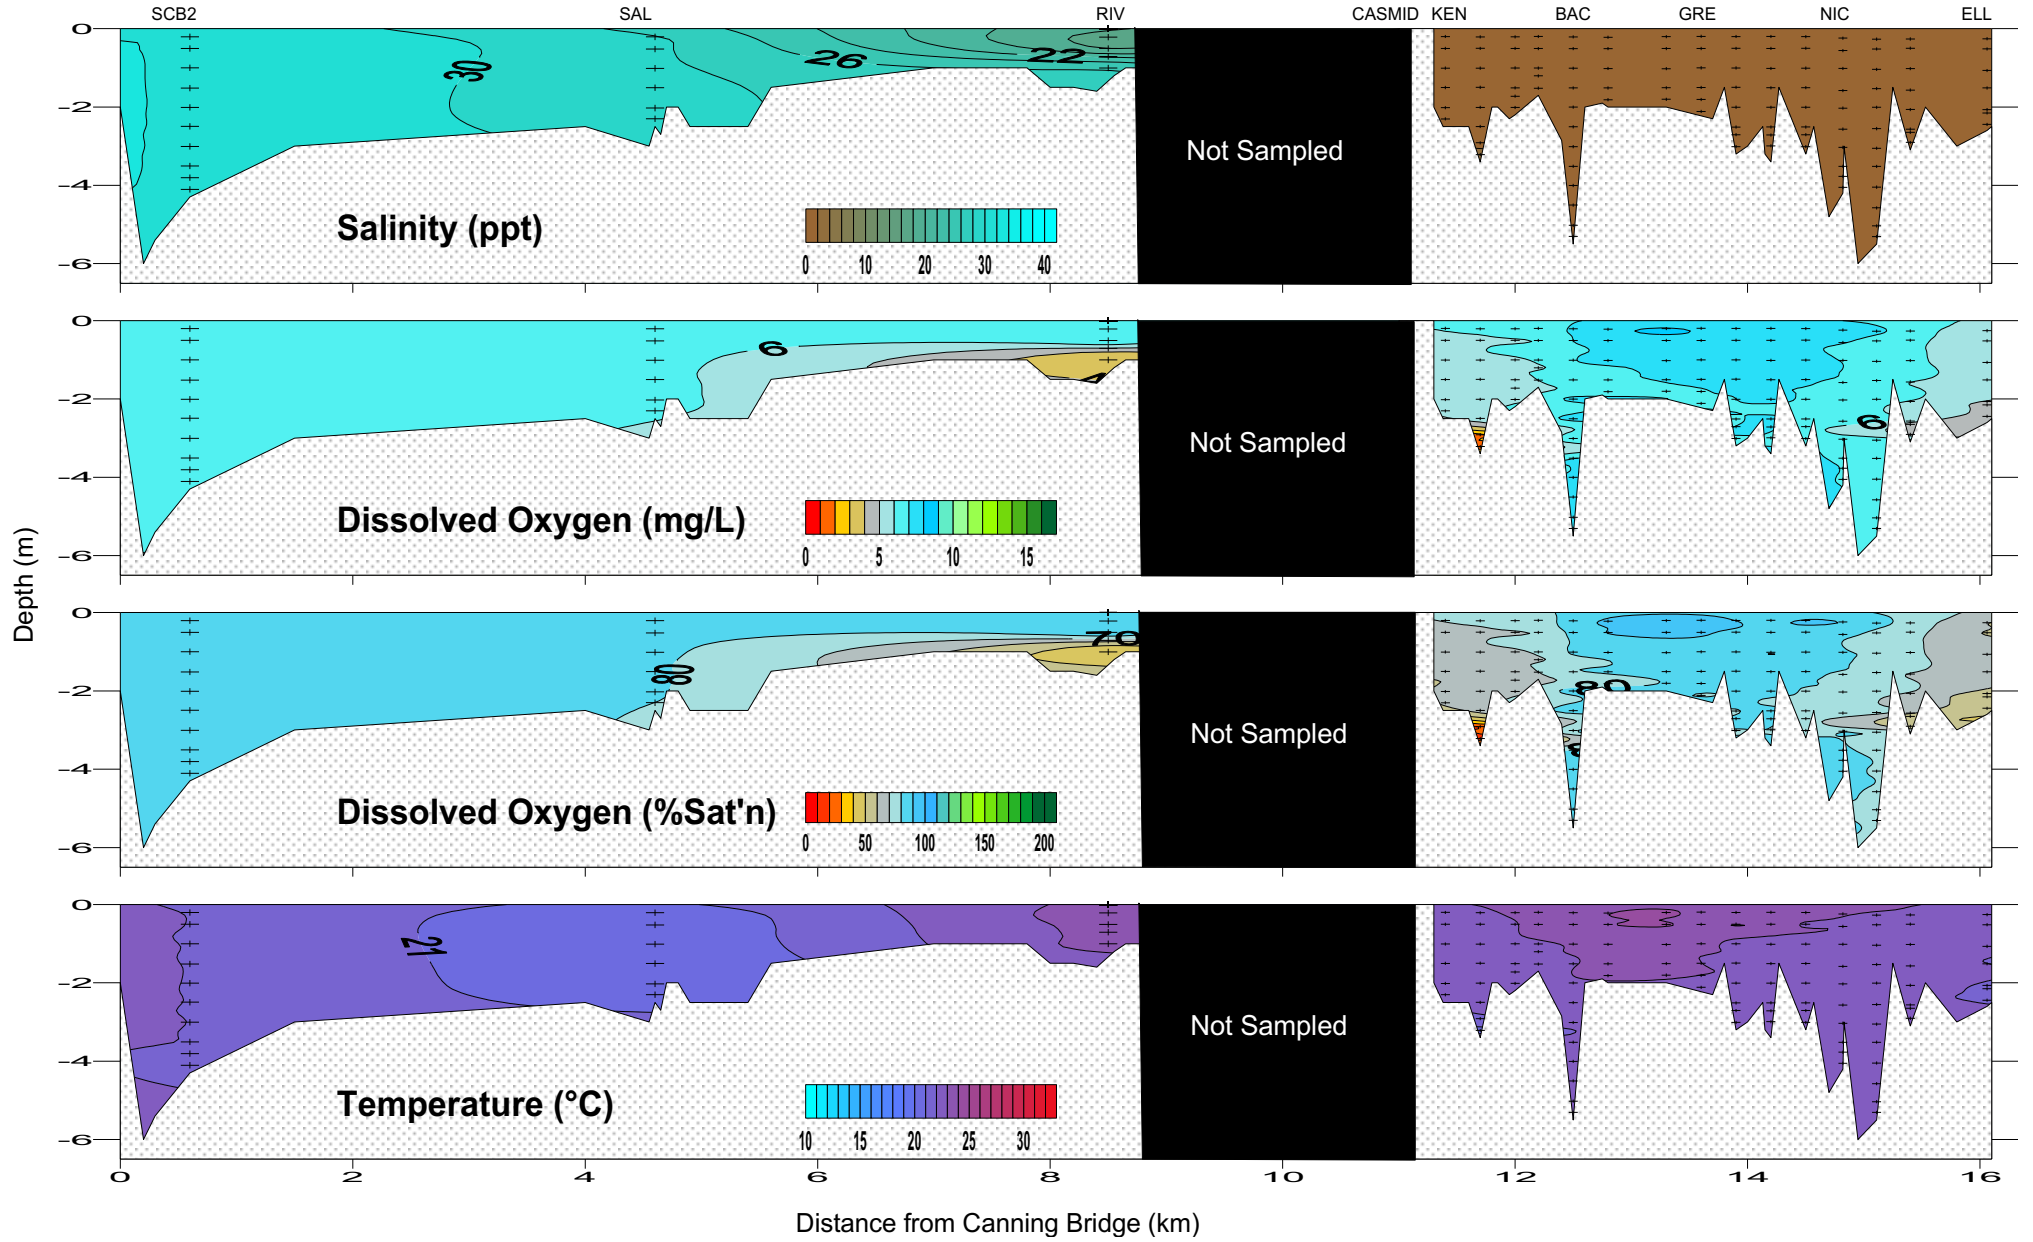 SCB2 SAL RIV CASMID KEN BAC GRE NIC ELL
0
-2
-4
-6
30
26
22
Not Sampled
Salinity (ppt)
0 10 20 30 40
0
-2
-4
-6
6
4
6
Not Sampled
Dissolved Oxygen (mg/L)
0 5 10 15
Depth (m)
0
-2
-4
-6
80
70
80
Not Sampled
Dissolved Oxygen (%Sat'n)
0 50 100 150 200
0
-2
-4
-6
21
Not Sampled
Temperature (°C)
10 15 20 25 30
0 2 4 6 8 10 12 14 16
Distance from Canning Bridge (km)